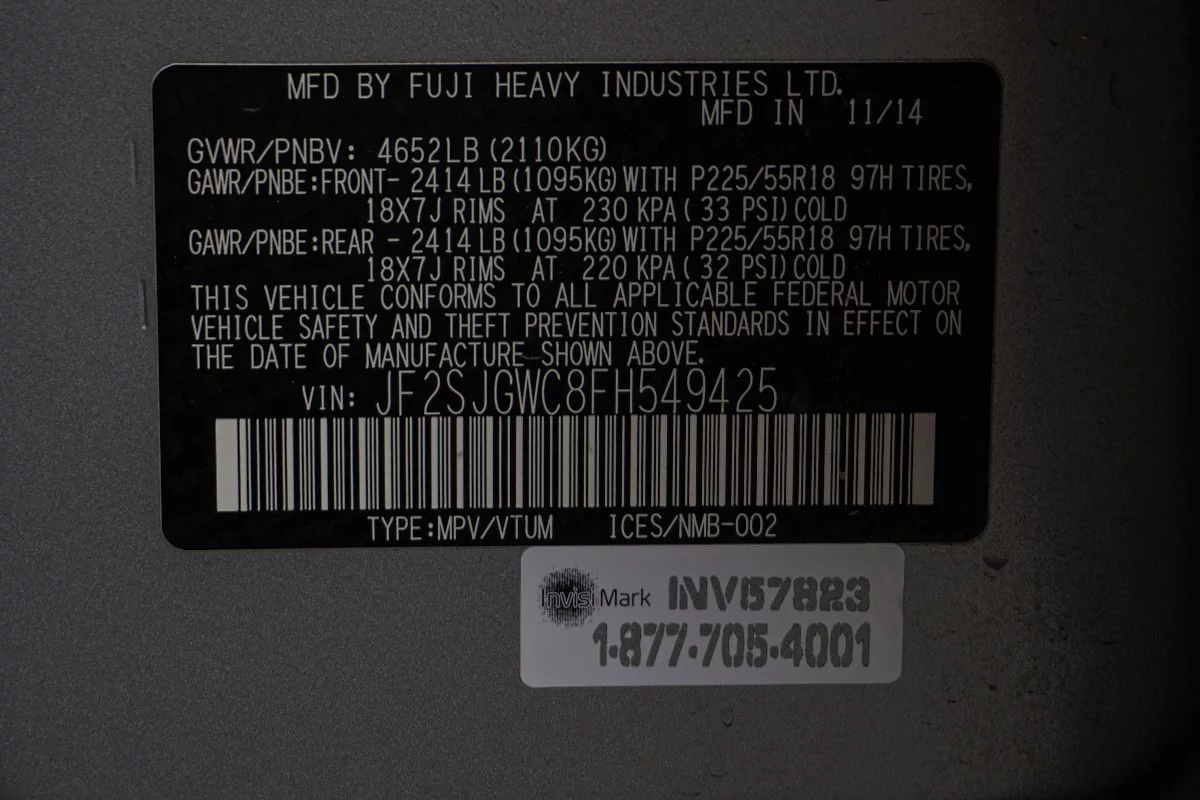 MFD BY FUJI HEAVY INDUSTRIES LTD.
MFD IN 11/14
GVWR/PNBV: 4652LB (2110KG)
GAWR/PNBE:FRONT- 2414 LB (1095KG) WITH P225/55R18 97H TIRES,
18X7J RIMS AT 230 KPA ( 33 PSI) COLD
GAWR/PNBE:REAR - 2414 LB (1095KG) WITH P225/55R18 97H TIRES,
18X7J RIMS AT 220 KPA ( 32 PSI) COLD
THIS VEHICLE CONFORMS TO ALL APPLICABLE FEDERAL MOTOR
VEHICLE SAFETY AND THEFT PREVENTION STANDARDS IN EFFECT ON
THE DATE OF MANUFACTURE SHOWN ABOVE.
VIN: JF2SJGWC8FH549425
TYPE:MPV/VTUM ICES/NMB-002
InvisiMark INV57823
1-877-705-4001